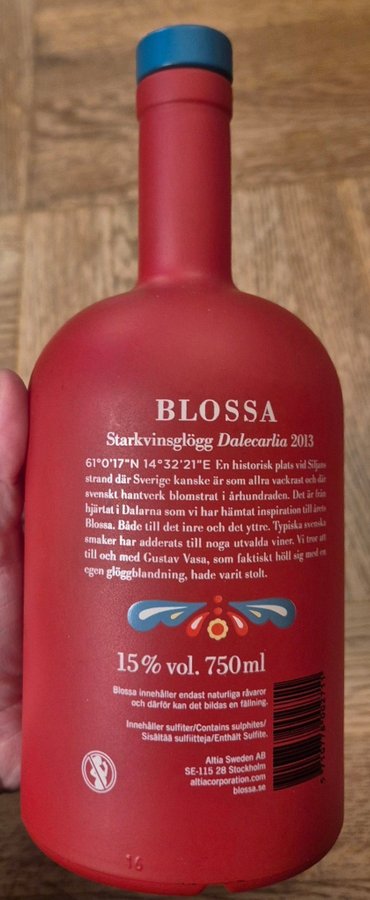 BLOSSA
Starkvinsglögg Dalecarlia 2013
61°0'17"N 14°32'21"E En historisk plats vid Siljans
strand där Sverige kanske är som allra vackrast och där
svenskt hantverk blomstrat i århundraden. Det är från
hjärtat i Dalarna som vi har hämtat inspiration till årets
Blossa. Både till det inre och det yttre. Typiska svenska
smaker har adderats till noga utvalda viner. Vi tror att
till och med Gustav Vasa, som faktiskt höll sig med en
egen glöggblandning, hade varit stolt.
15% vol. 750ml
Blossa innehåller endast naturliga råvaror
och därför kan det bildas en fällning.
Innehåller sulfiter/Contains sulphites/
Sisältää sulfiitteja/Enthält Sulfite.
Altia Sweden AB
SE-115 28 Stockholm
altiacorporation.com
blossa.se
16